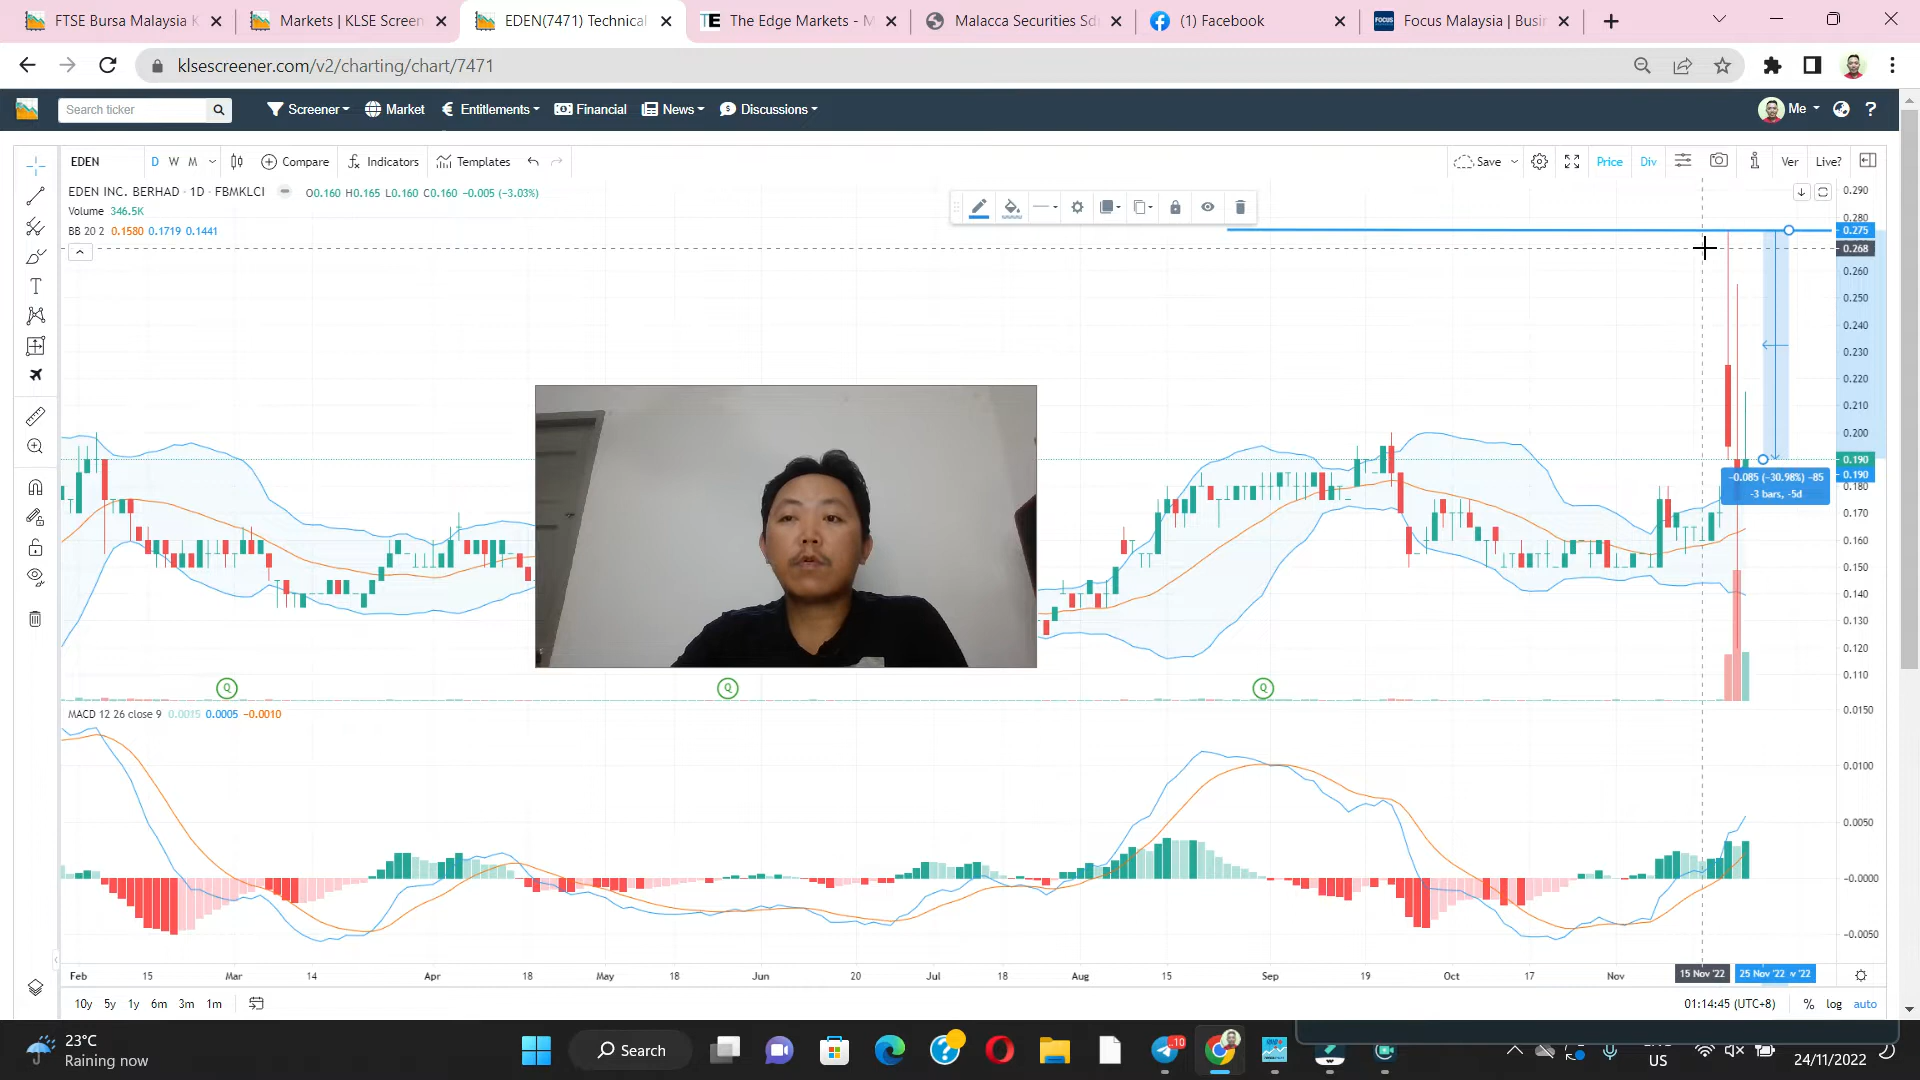 FTSE Bursa Malaysia K
Markets | KLSE Screen
EDEN(7471) Technical
The Edge Markets - M
Malacca Securities Sd
(1) Facebook
Focus Malaysia | Busi
klsescreener.com/v2/charting/chart/7471
Search ticker
Screener
Market
Entitlements
Financial
News
Discussions
Me
?
EDEN
D W M
Compare
Indicators
Templates
Save
Price
Div
Ver
Live?
EDEN INC. BERHAD · 1D · FBMKLCI
O0.160 H0.165 L0.160 C0.160 −0.005 (−3.03%)
Volume 346.5K
BB 20 2 0.1580 0.1719 0.1441
0.290
0.280
0.275
0.268
0.260
0.250
0.240
0.230
0.220
0.210
0.200
0.190
0.190
0.180
0.170
0.160
0.150
0.140
0.130
0.120
0.110
−0.085 (−30.98%) −85
−3 bars, −5d
Q
Q
Q
MACD 12 26 close 9 0.0015 0.0005 −0.0010
0.0150
0.0100
0.0050
−0.0000
−0.0050
Feb 15 Mar 14 Apr 18 May 18 Jun 20 Jul 18 Aug 15 Sep 19 Oct 17 Nov 15 Nov '22 25 Nov '22 v '22
10y 5y 1y 6m 3m 1m
01:14:45 (UTC+8)
% log auto
23°C
Raining now
Search
10
US
24/11/2022